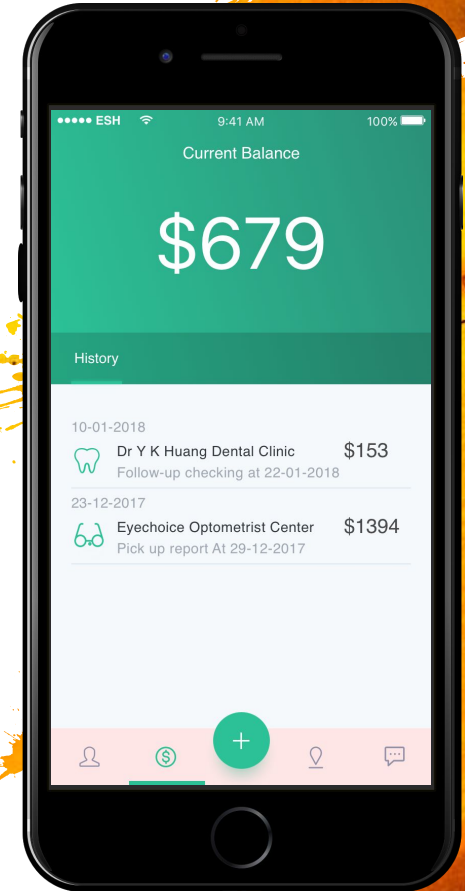 ESH 9:41 AM 100%
Current Balance
$679
History
10-01-2018
Dr Y K Huang Dental Clinic $153
Follow-up checking at 22-01-2018
23-12-2017
Eyechoice Optometrist Center $1394
Pick up report At 29-12-2017